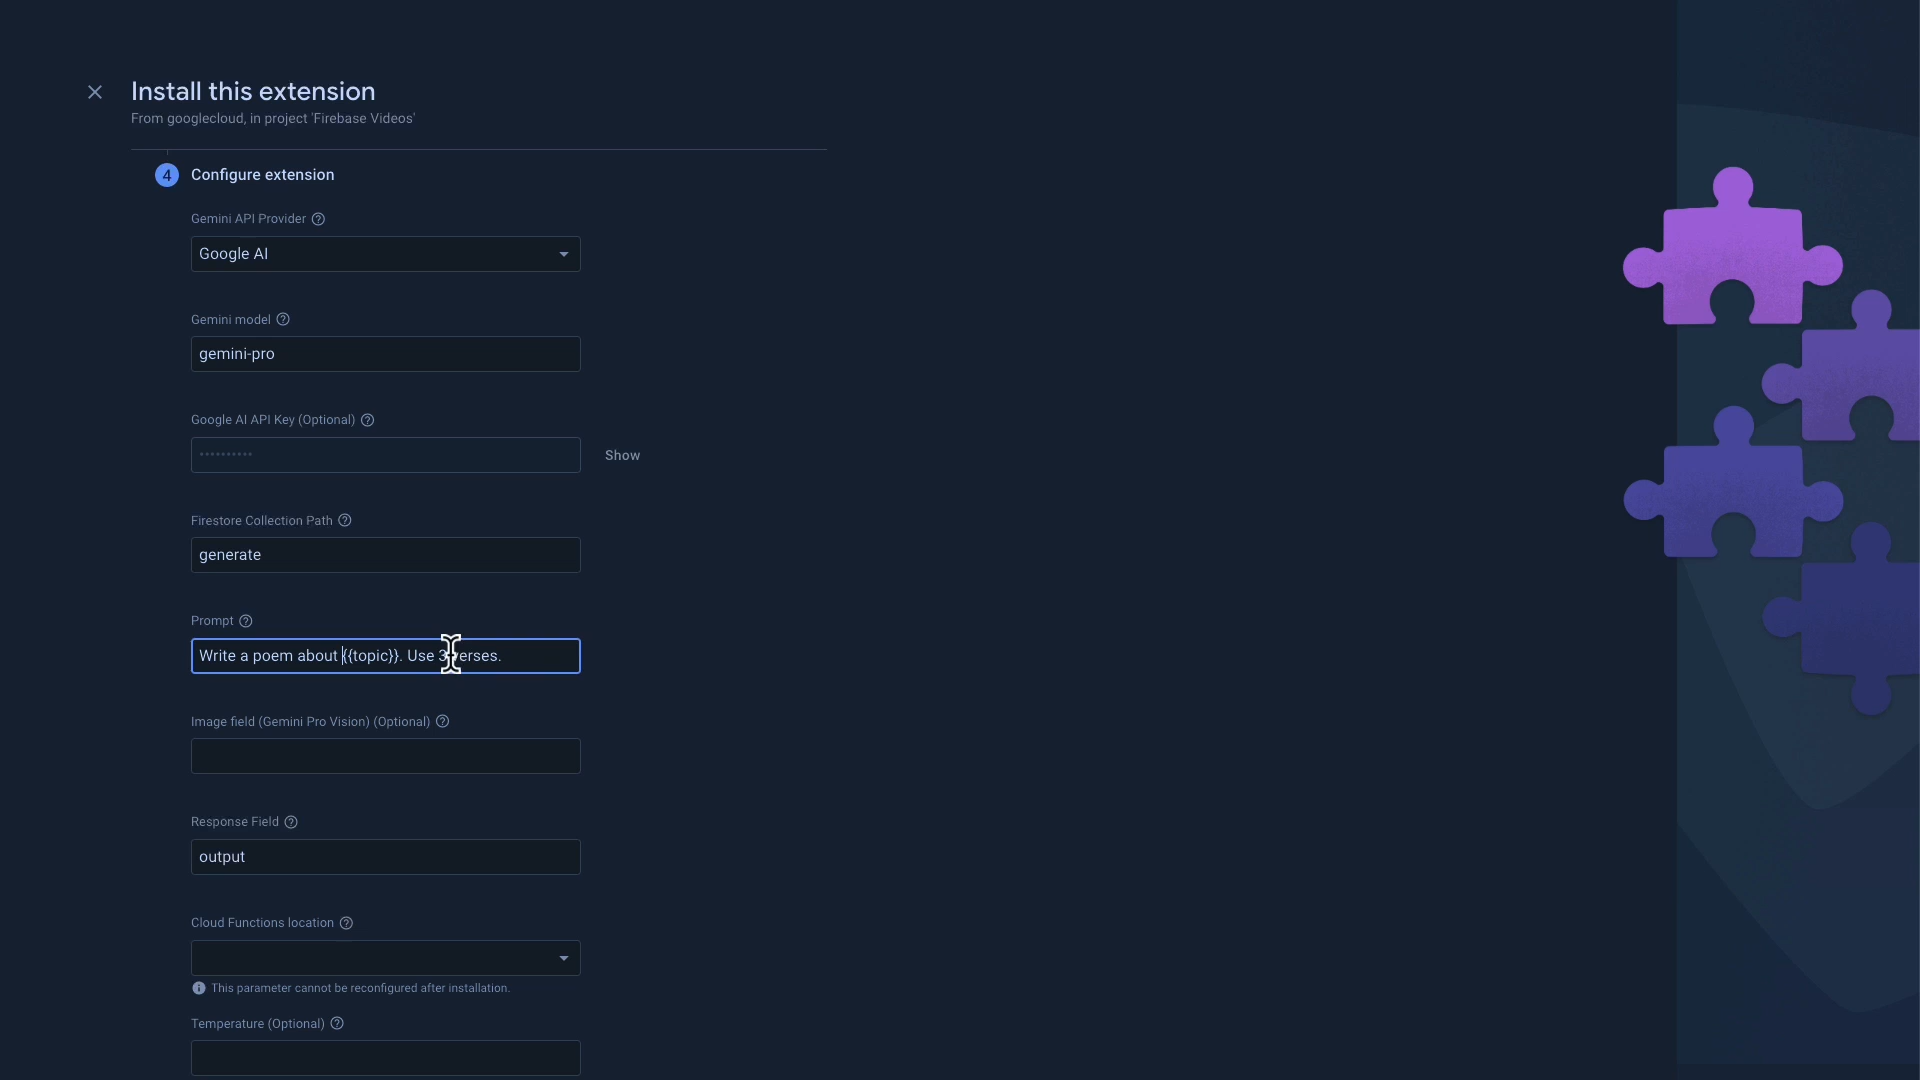 Install this extension
From googlecloud, in project 'Firebase Videos'
4 Configure extension
Gemini API Provider
Google AI
Gemini model
gemini-pro
Google AI API Key (Optional)
••••••••••
Show
Firestore Collection Path
generate
Prompt
Write a poem about {{topic}}. Use 3 verses.
Image field (Gemini Pro Vision) (Optional)
Response Field
output
Cloud Functions location
This parameter cannot be reconfigured after installation.
Temperature (Optional)